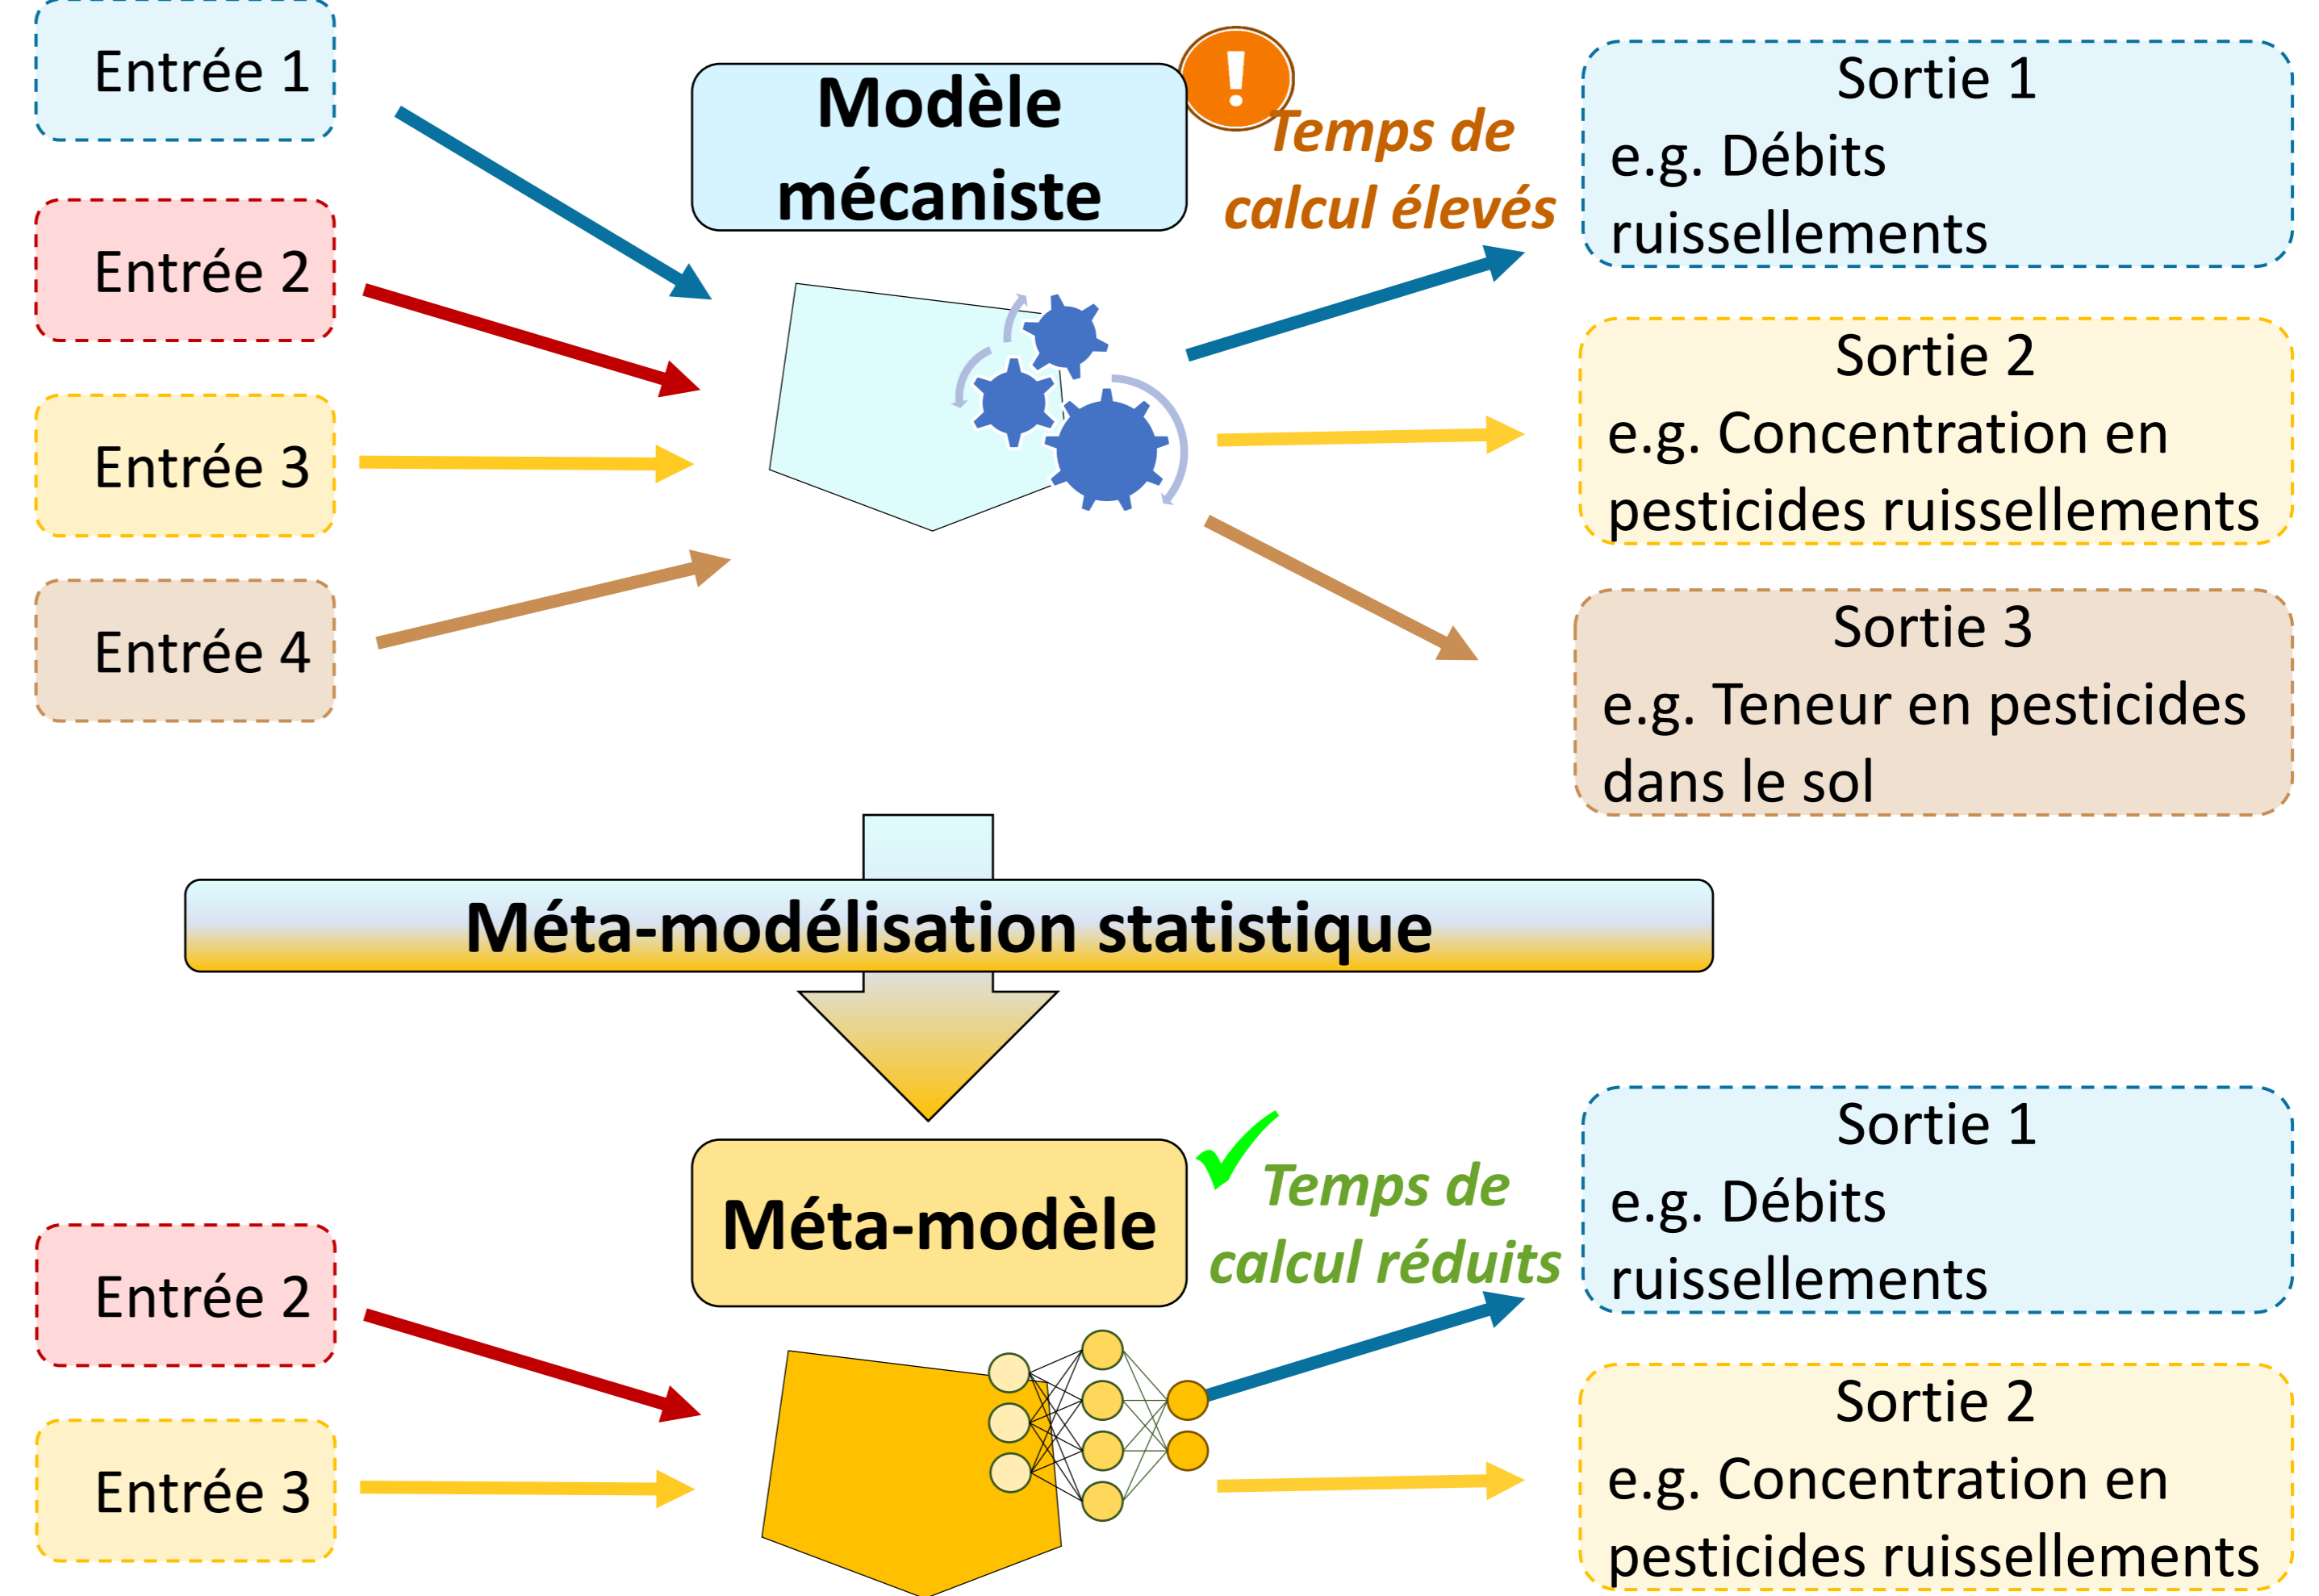 Entrée 1
Entrée 2
Entrée 3
Entrée 4
Modèle
mécaniste
!
Temps de
calcul élevés
Sortie 1
e.g. Débits
ruissellements
Sortie 2
e.g. Concentration en
pesticides ruissellements
Sortie 3
e.g. Teneur en pesticides
dans le sol
Méta-modélisation statistique
Entrée 2
Entrée 3
Méta-modèle
Temps de
calcul réduits
Sortie 1
e.g. Débits
ruissellements
Sortie 2
e.g. Concentration en
pesticides ruissellements